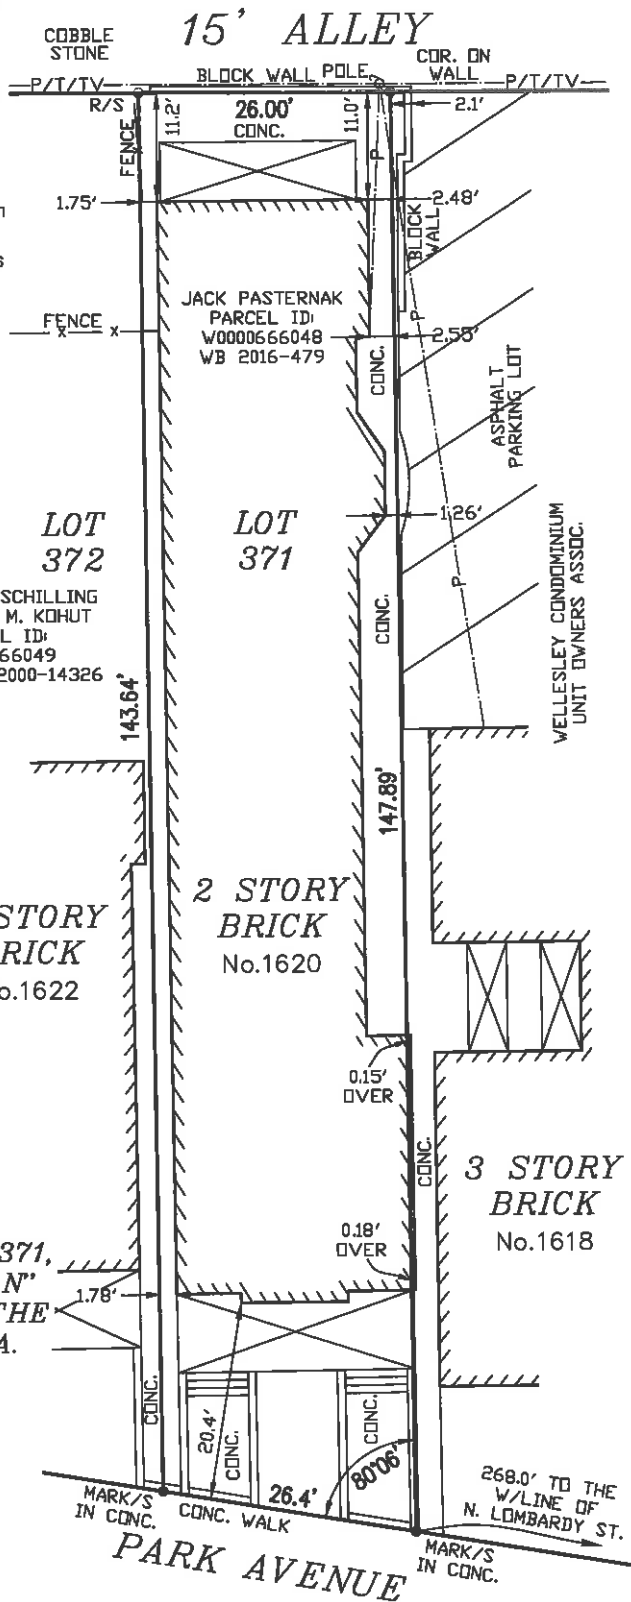 15' ALLEY
COBBLE
STONE
P/T/TV
R/S
BLOCK WALL POLE
COR. ON
WALL
P/T/TV
26.00'
CONC.
11.2'
11.0'
2.1'
FENCE
P
1.75'
2.48'
BLOCK
WALL
JACK PASTERNAK
PARCEL ID:
W0000666048
WB 2016-479
FENCE
x x
P
2.55'
CONC.
ASPHALT
PARKING LOT
LOT
372
LOT
371
1.26'
SCHILLING
M. KOHUT
L ID:
66049
2000-14326
CONC.
P
WELLESLEY CONDOMINIUM
UNIT OWNERS ASSOC.
143.64'
147.89'
STORY
RICK
o.1622
2 STORY
BRICK
No.1620
0.15'
OVER
CONC.
3 STORY
BRICK
No.1618
0.18'
OVER
371,
N"
THE
A.
1.78'
CONC.
20.4'
CONC.
CONC.
80°06'
26.4'
MARK/S
IN CONC.
CONC. WALK
268.0' TO THE
W/LINE OF
N. LOMBARDY ST.
MARK/S
IN CONC.
PARK AVENUE